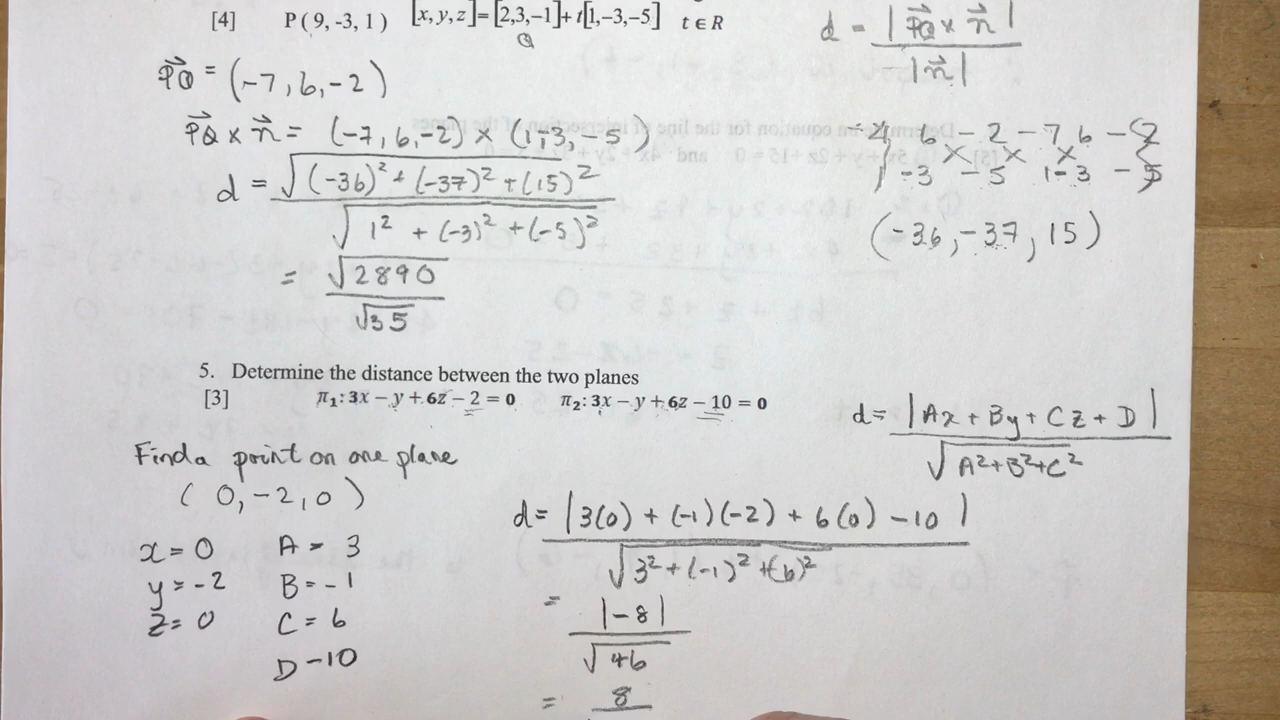 [4] P ( 9, -3, 1 ) [x, y, z] = [2,3,−1] + t[1,−3,−5] t ∈ R
Q
d = |PQ × n| / |n|
PQ = (-7, 6, -2)
PQ × n = (-7, 6, -2) × (1, -3, -5)
-7 6 -2 -7 6 -2
1 -3 -5 1 -3 -5
(-36, -37, 15)
d = √(-36)² + (-37)² + (15)² / √1² + (-3)² + (-5)²
= √2890 / √35
5. Determine the distance between the two planes
[3] π₁: 3x − y + 6z − 2 = 0 π₂: 3x − y + 6z − 10 = 0
d = |Ax + By + Cz + D| / √A²+B²+C²
Find a point on one plane
(0, -2, 0)
x = 0 A = 3
y = -2 B = -1
z = 0 C = 6
D -10
d = |3(0) + (-1)(-2) + 6(0) - 10| / √3² + (-1)² + (6)²
= |-8| / √46
= 8